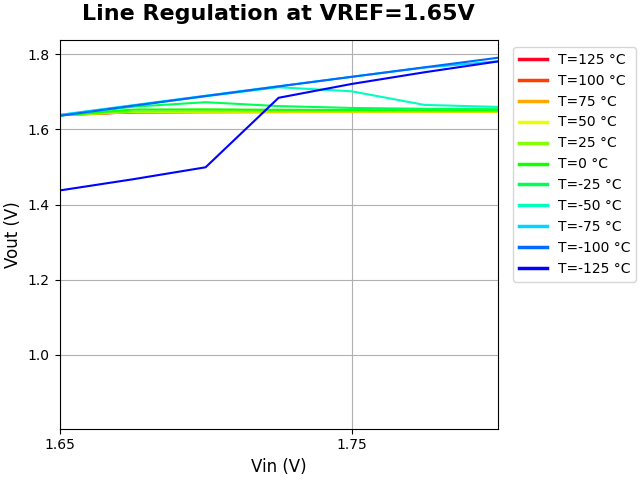 Line Regulation at VREF=1.65V
Vout (V)
1.8
1.6
1.4
1.2
1.0
1.65
1.75
Vin (V)
T=125 °C
T=100 °C
T=75 °C
T=50 °C
T=25 °C
T=0 °C
T=-25 °C
T=-50 °C
T=-75 °C
T=-100 °C
T=-125 °C